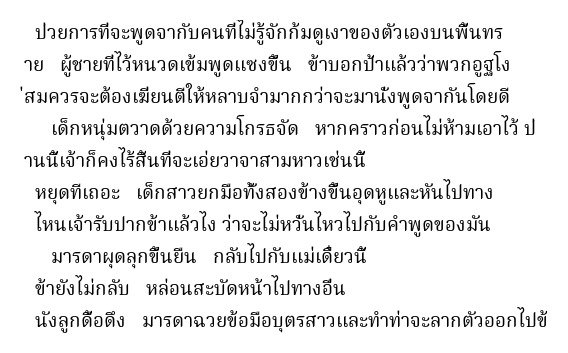 ป่วยการที่จะพูดจากับคนที่ไม่รู้จักก้มดูเงาของตัวเองบนพื้นทร
าย ผู้ชายที่ไว้หนวดเข้มพูดแซงขึ้น ข้าบอกป้าแล้วว่าพวกอูฐโง
่สมควรจะต้องเฆี่ยนตีให้หลาบจำมากกว่าจะมานั่งพูดจากันโดยดี
เด็กหนุ่มตวาดด้วยความโกรธจัด หากคราวก่อนไม่ห้ามเอาไว้ ป
านนี้เจ้าก็คงไร้สิ้นที่จะเอ่ยวาจาสามหาวเช่นนี้
หยุดทีเถอะ เด็กสาวยกมือทั้งสองข้างขึ้นอุดหูและหันไปทาง
ไหนเจ้ารับปากข้าแล้วไง ว่าจะไม่หวั่นไหวไปกับคำพูดของมัน
มารดาผุดลุกขึ้นยืน กลับไปกับแม่เดี๋ยวนี้
ข้ายังไม่กลับ หล่อนสะบัดหน้าไปทางอื่น
นังลูกดื้อดึง มารดาฉวยข้อมือบุตรสาวและทำท่าจะลากตัวออกไปข้